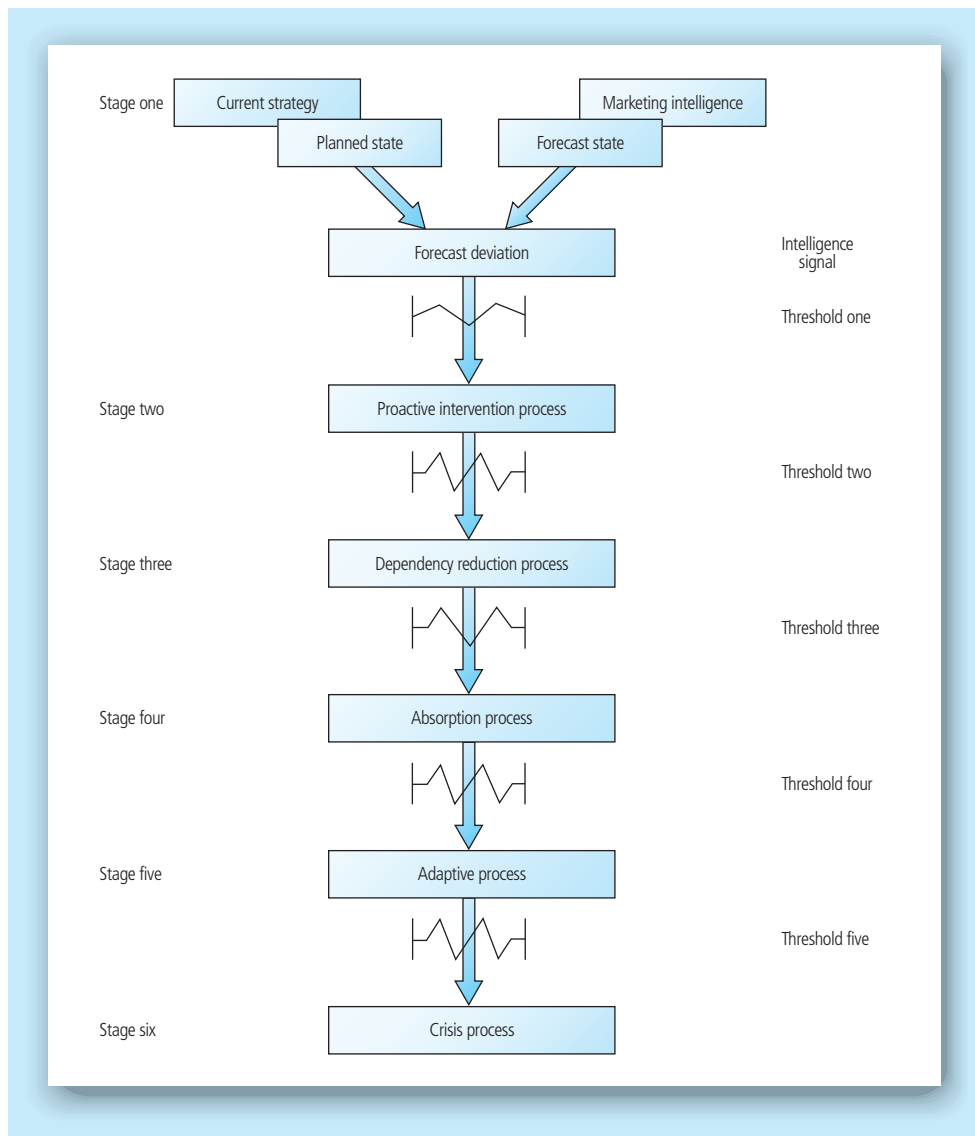 Stage one
Current strategy
Marketing intelligence
Planned state
Forecast state
Forecast deviation
Intelligence
signal
Threshold one
Stage two
Proactive intervention process
Threshold two
Stage three
Dependency reduction process
Threshold three
Stage four
Absorption process
Threshold four
Stage five
Adaptive process
Threshold five
Stage six
Crisis process